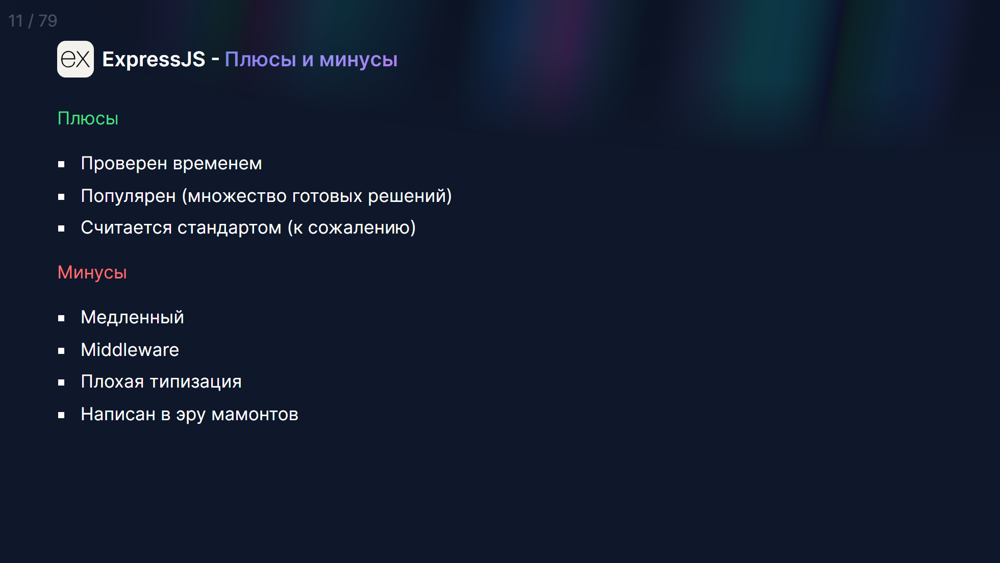 11 / 79
ex ExpressJS - Плюсы и минусы
Плюсы
Проверен временем
Популярен (множество готовых решений)
Считается стандартом (к сожалению)
Минусы
Медленный
Middleware
Плохая типизация
Написан в эру мамонтов